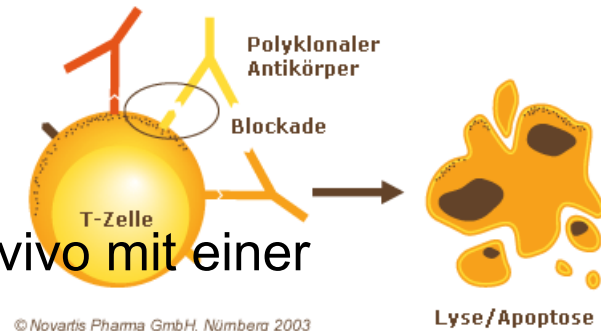 Polyklonaler
Antikörper
Blockade
T-Zelle
vivo mit einer
© Novartis Pharma GmbH, Nürnberg 2003
Lyse/Apoptose